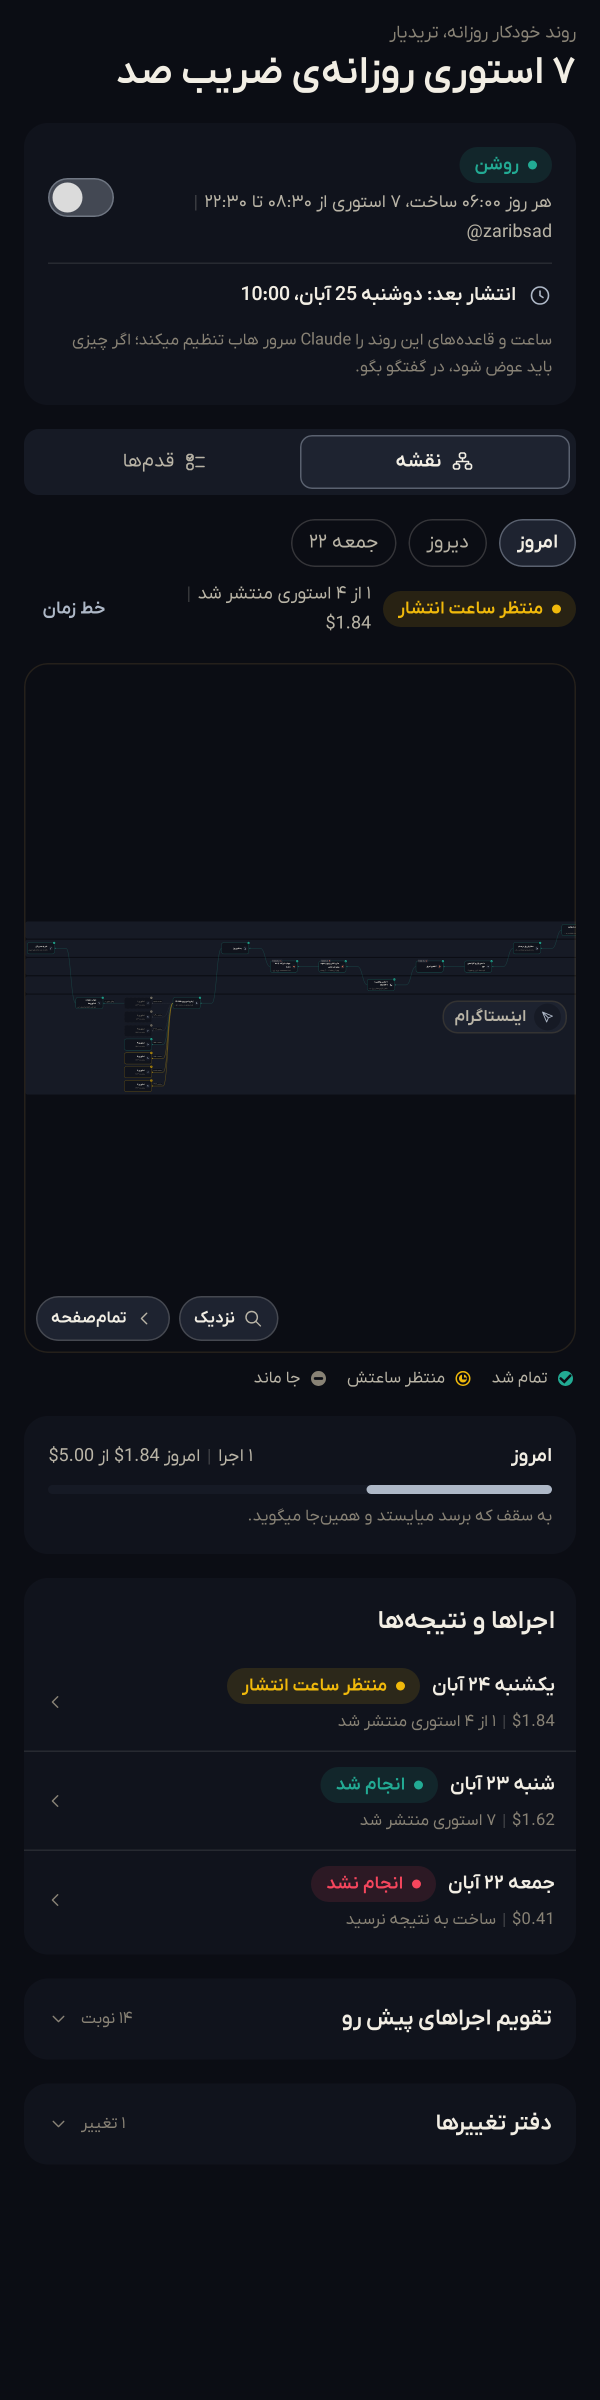 روند خودکار روزانه، تریدیار
۷ استوری روزانه‌ی ضریب صد
روشن
هر روز ۰۶:۰۰ ساخت، ۷ استوری از ۰۸:۳۰ تا ۲۲:۳۰ |
@zaribsad
انتشار بعد: دوشنبه 25 آبان، 10:00
ساعت و قاعده‌های این روند را Claude سرور هاب تنظیم میکند؛ اگر چیزی
باید عوض شود، در گفتگو بگو.
نقشه
قدم‌ها
امروز
دیروز
جمعه ۲۲
منتظر ساعت انتشار
۱ از ۴ استوری منتشر شد |
$1.84
خط زمان
اینستاگرام
نزدیک
تمام‌صفحه
تمام شد
منتظر ساعتش
جا ماند
امروز
۱ اجرا | امروز $1.84 از $5.00
به سقف که برسد میایستد و همین‌جا میگوید.
اجراها و نتیجه‌ها
یکشنبه ۲۴ آبان
منتظر ساعت انتشار
$1.84 | ۱ از ۴ استوری منتشر شد
شنبه ۲۳ آبان
انجام شد
$1.62 | ۷ استوری منتشر شد
جمعه ۲۲ آبان
انجام نشد
$0.41 | ساخت به نتیجه نرسید
تقویم اجراهای پیش رو
۱۴ نوبت
دفتر تغییرها
۱ تغییر